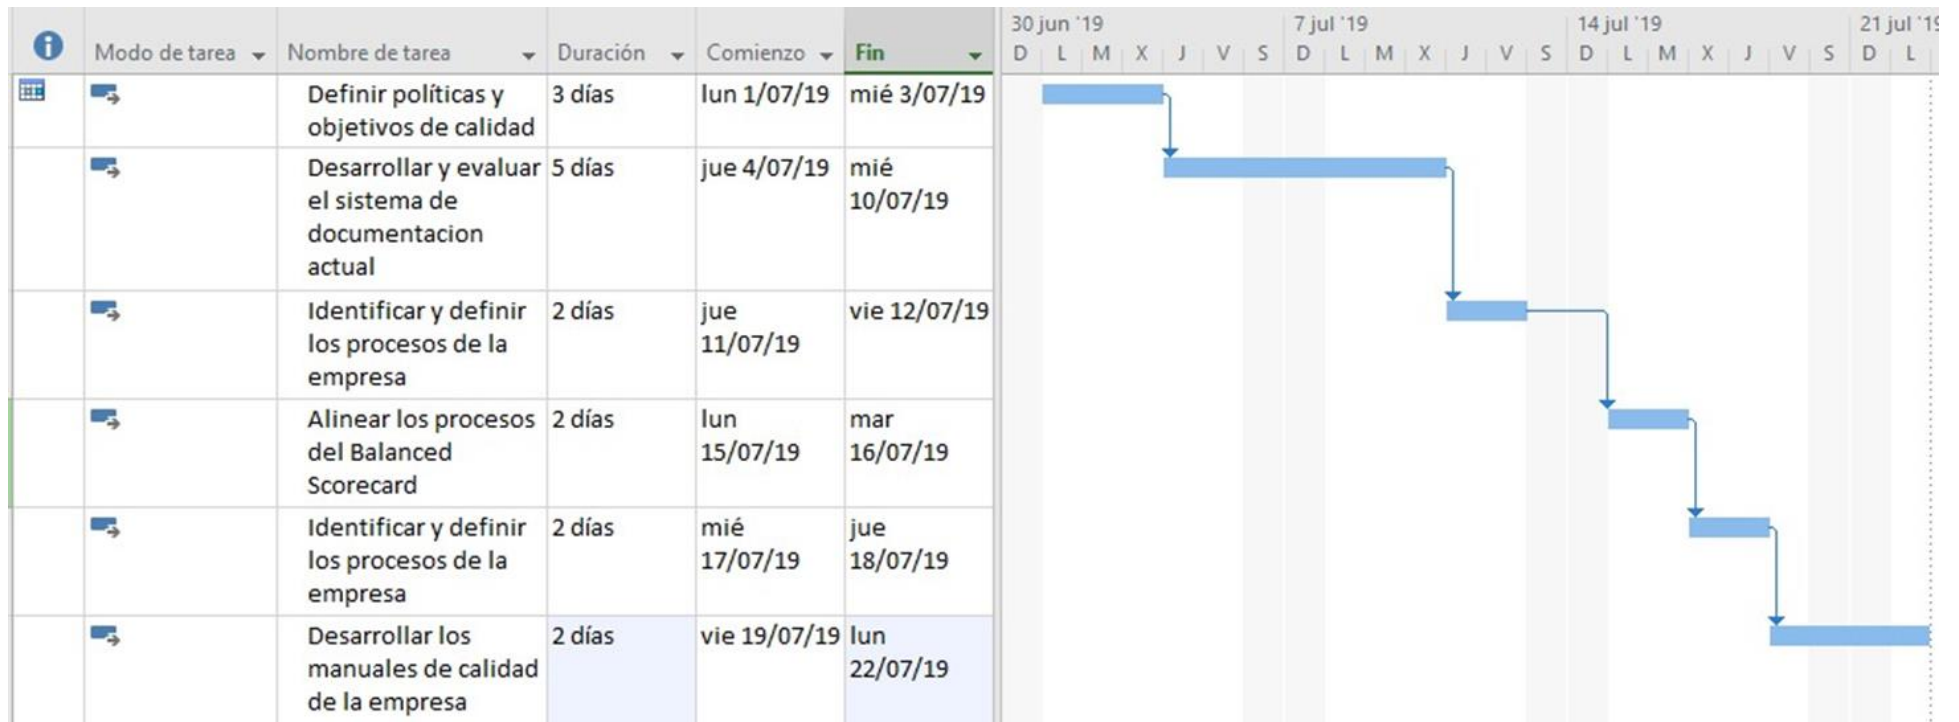 30 jun '19 7 jul '19 14 jul '19 21 jul '19
Modo de tarea Nombre de tarea Duración Comienzo Fin D L M X J V S D L M X J V S D L M X J V S D L
Definir políticas y 3 días lun 1/07/19 mié 3/07/19
objetivos de calidad
Desarrollar y evaluar 5 días jue 4/07/19 mié
el sistema de 10/07/19
documentacion
actual
Identificar y definir 2 días jue vie 12/07/19
los procesos de la 11/07/19
empresa
Alinear los procesos 2 días lun mar
del Balanced 15/07/19 16/07/19
Scorecard
Identificar y definir 2 días mié jue
los procesos de la 17/07/19 18/07/19
empresa
Desarrollar los 2 días vie 19/07/19 lun
manuales de calidad 22/07/19
de la empresa